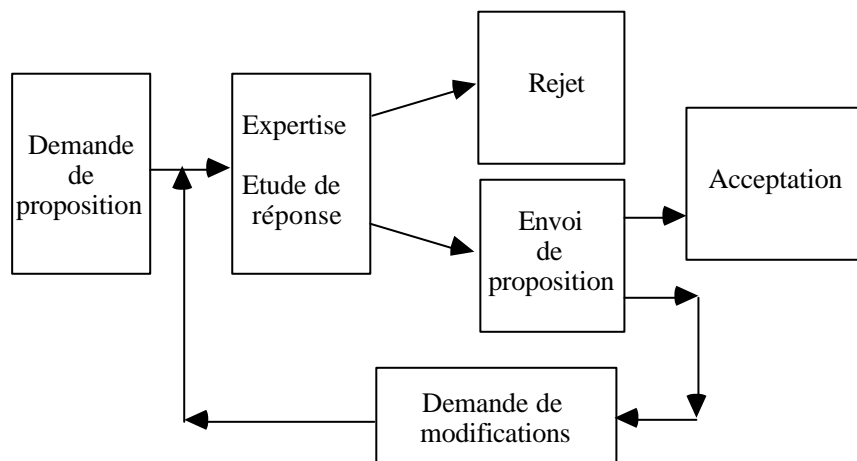 Demande
de
proposition
Expertise
Etude de
réponse
Rejet
Envoi
de
proposition
Acceptation
Demande de
modifications